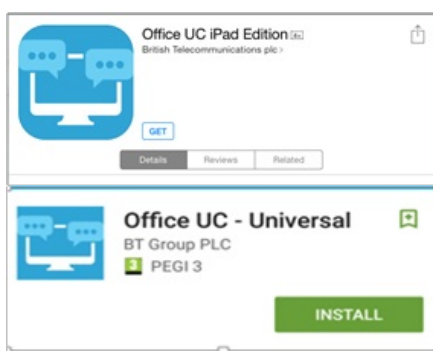 Office UC iPad Edition 4+
British Telecommunications plc >
GET
Details Reviews Related
Office UC - Universal
BT Group PLC
3 PEGI 3
INSTALL